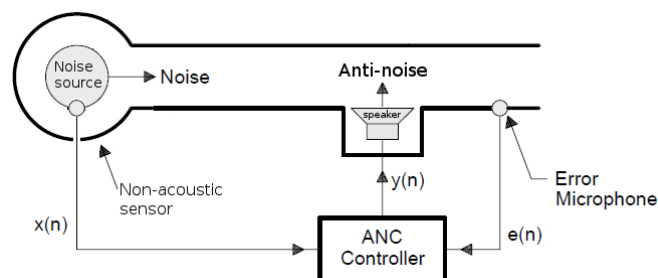 Noise
source
Noise
Anti-noise
speaker
Non-acoustic
sensor
y(n)
Error
Microphone
x(n)
ANC
Controller
e(n)